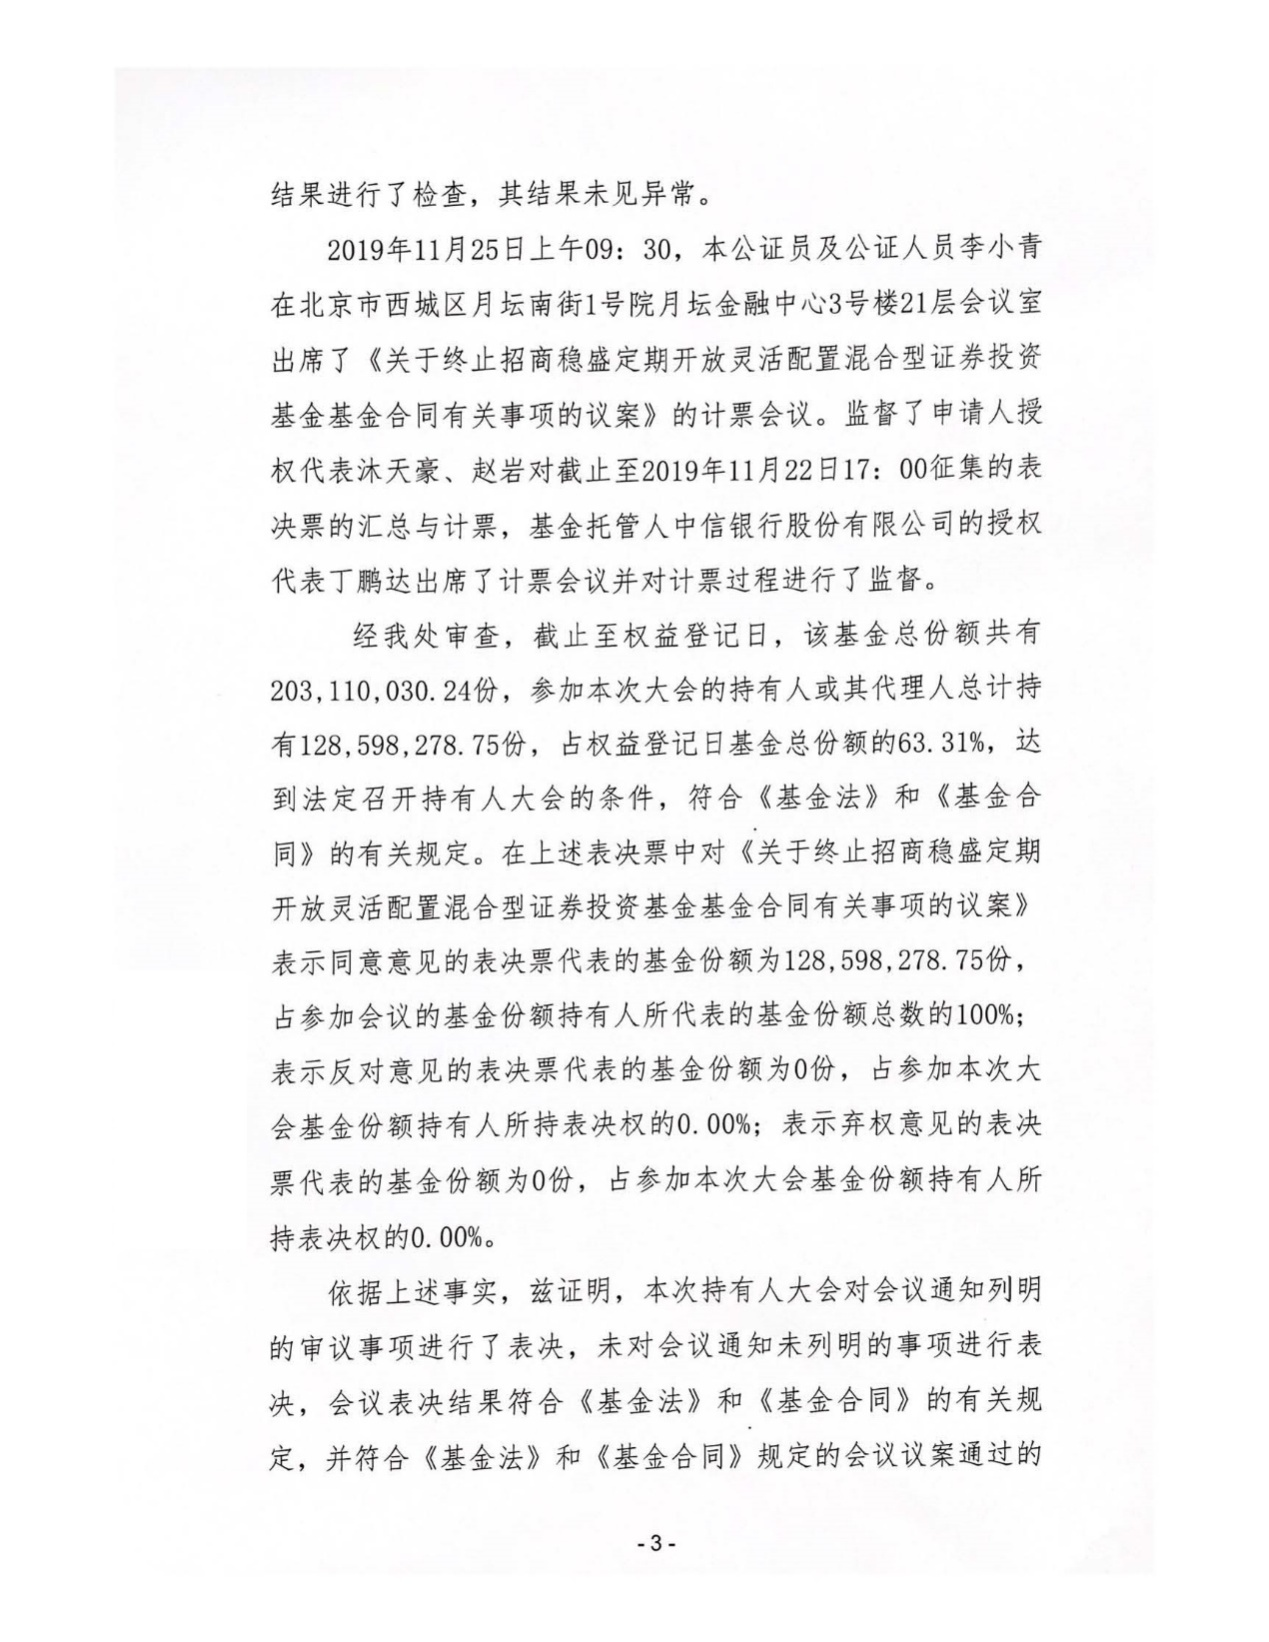 结果进行了检查，其结果未见异常。
2019年11月25日上午09：30，本公证员及公证人员李小青
在北京市西城区月坛南街1号院月坛金融中心3号楼21层会议室
出席了《关于终止招商稳盛定期开放灵活配置混合型证券投资
基金基金合同有关事项的议案》的计票会议。监督了申请人授
权代表沐天豪、赵岩对截止至2019年11月22日17：00征集的表
决票的汇总与计票，基金托管人中信银行股份有限公司的授权
代表丁鹏达出席了计票会议并对计票过程进行了监督。
经我处审查，截止至权益登记日，该基金总份额共有
203,110,030.24份，参加本次大会的持有人或其代理人总计持
有128,598,278.75份，占权益登记日基金总份额的63.31%，达
到法定召开持有人大会的条件，符合《基金法》和《基金合
同》的有关规定。在上述表决票中对《关于终止招商稳盛定期
开放灵活配置混合型证券投资基金基金合同有关事项的议案》
表示同意意见的表决票代表的基金份额为128,598,278.75份，
占参加会议的基金份额持有人所代表的基金份额总数的100%；
表示反对意见的表决票代表的基金份额为0份，占参加本次大
会基金份额持有人所持表决权的0.00%；表示弃权意见的表决
票代表的基金份额为0份，占参加本次大会基金份额持有人所
持表决权的0.00%。
依据上述事实，兹证明，本次持有人大会对会议通知列明
的审议事项进行了表决，未对会议通知未列明的事项进行表
决，会议表决结果符合《基金法》和《基金合同》的有关规
定，并符合《基金法》和《基金合同》规定的会议议案通过的
- 3 -